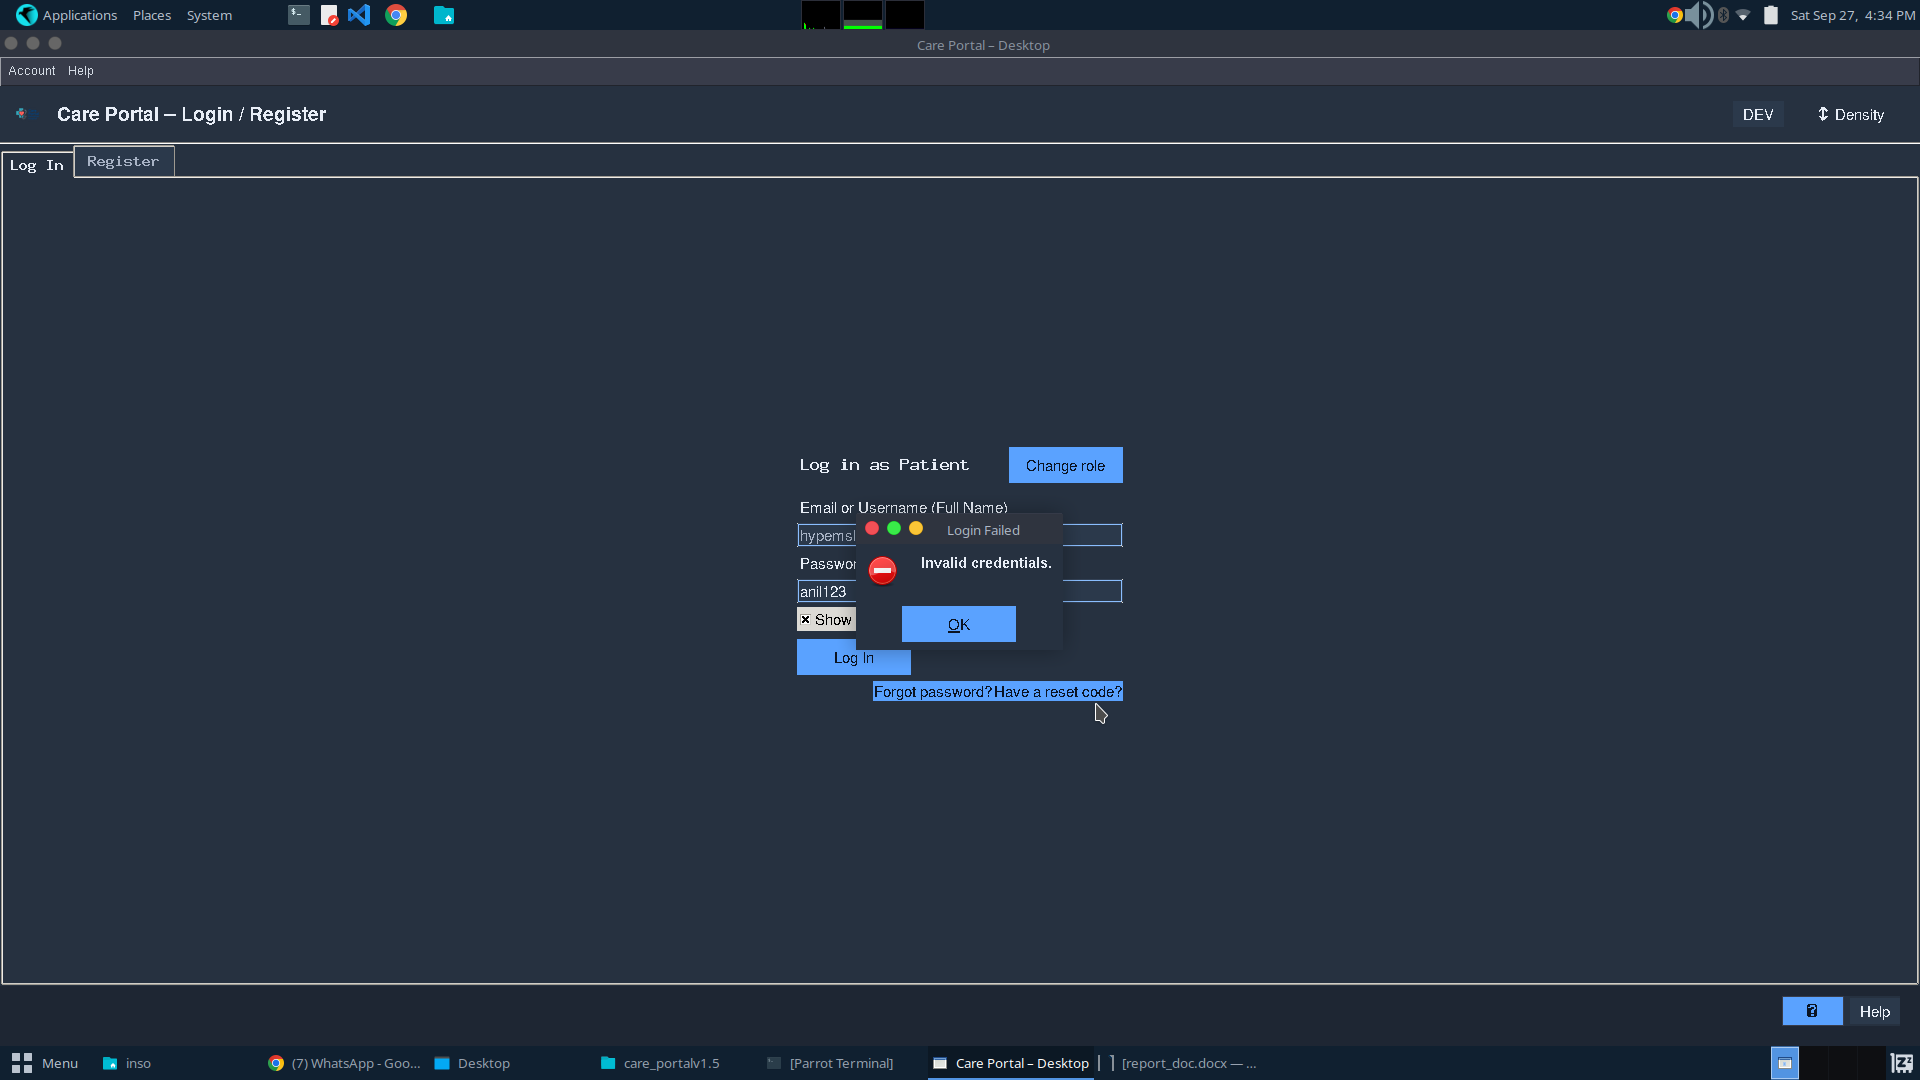 Applications Places System
Sat Sep 27, 4:34 PM
Care Portal – Desktop
Account Help
Care Portal – Login / Register
DEV
Density
Log In
Register
Log in as Patient
Change role
Email or Username (Full Name)
Login Failed
Invalid credentials.
anil123
Show
OK
Log In
Forgot password? Have a reset code?
Help
Menu
inso
(7) WhatsApp - Goo...
Desktop
care_portalv1.5
[Parrot Terminal]
Care Portal – Desktop
[report_doc.docx — ...